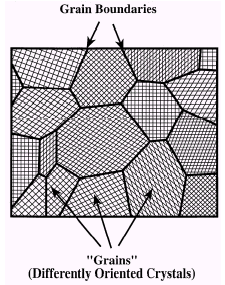 Grain Boundaries
"Grains"
(Differently Oriented Crystals)